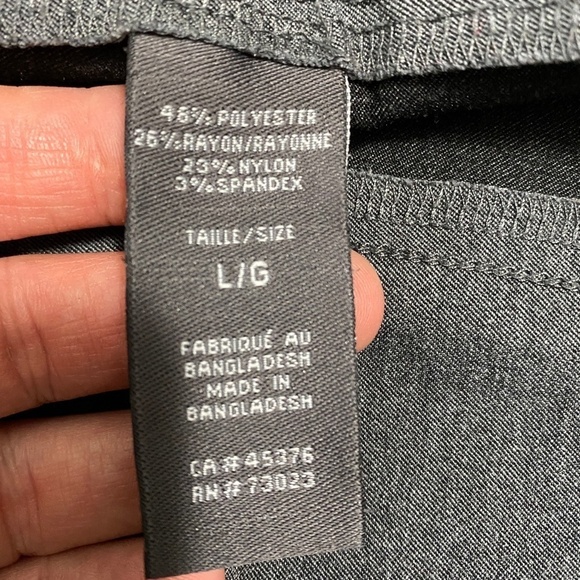 48% POLYESTER
26% RAYON/RAYONNE
23% NYLON
3% SPANDEX
TAILLE/SIZE
L/G
FABRIQUÉ AU
BANGLADESH
MADE IN
BANGLADESH
CA# 45376
RN# 73023